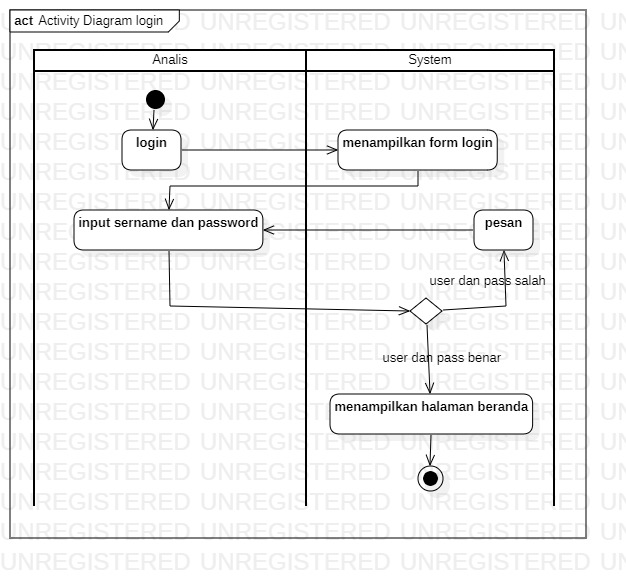 act Activity Diagram login
Analis
System
login
menampilkan form login
input sername dan password
pesan
user dan pass salah
user dan pass benar
menampilkan halaman beranda
UNREGISTERED